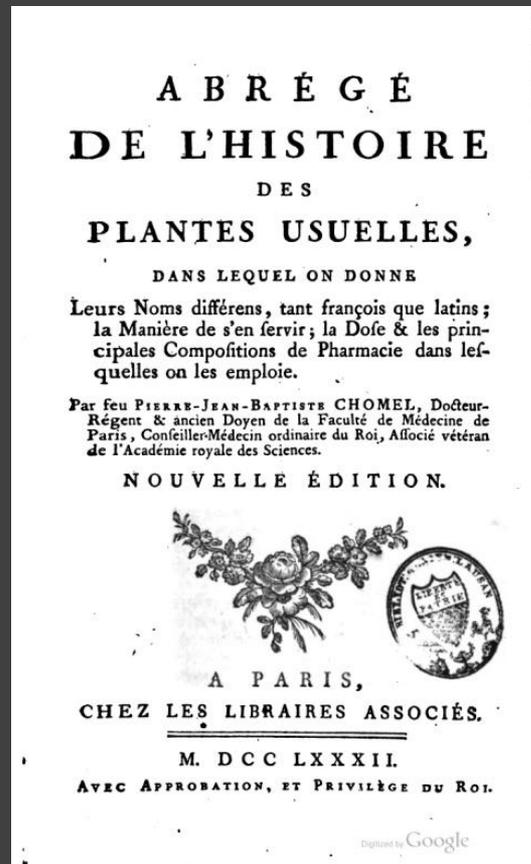 ABRÉGÉ
DE L'HISTOIRE
DES
PLANTES USUELLES,
DANS LEQUEL ON DONNE
Leurs Noms différens, tant françois que latins ;
la Manière de s'en ſervir ; la Doſe & les prin-
cipales Compoſitions de Pharmacie dans leſ-
quelles on les emploie.
Par feu PIERRE-JEAN-BAPTISTE CHOMEL, Docteur-
Régent & ancien Doyen de la Faculté de Médecine de
Paris, Conſeiller-Médecin ordinaire du Roi, Aſſocié vétéran
de l'Académie royale des Sciences.
NOUVELLE ÉDITION.
LIBERTÉ
PATRIE
A PARIS,
CHEZ LES LIBRAIRES ASSOCIÉS.
M. DCC LXXXII.
AVEC APPROBATION, ET PRIVILÈGE DU ROI.
Digitized by Google